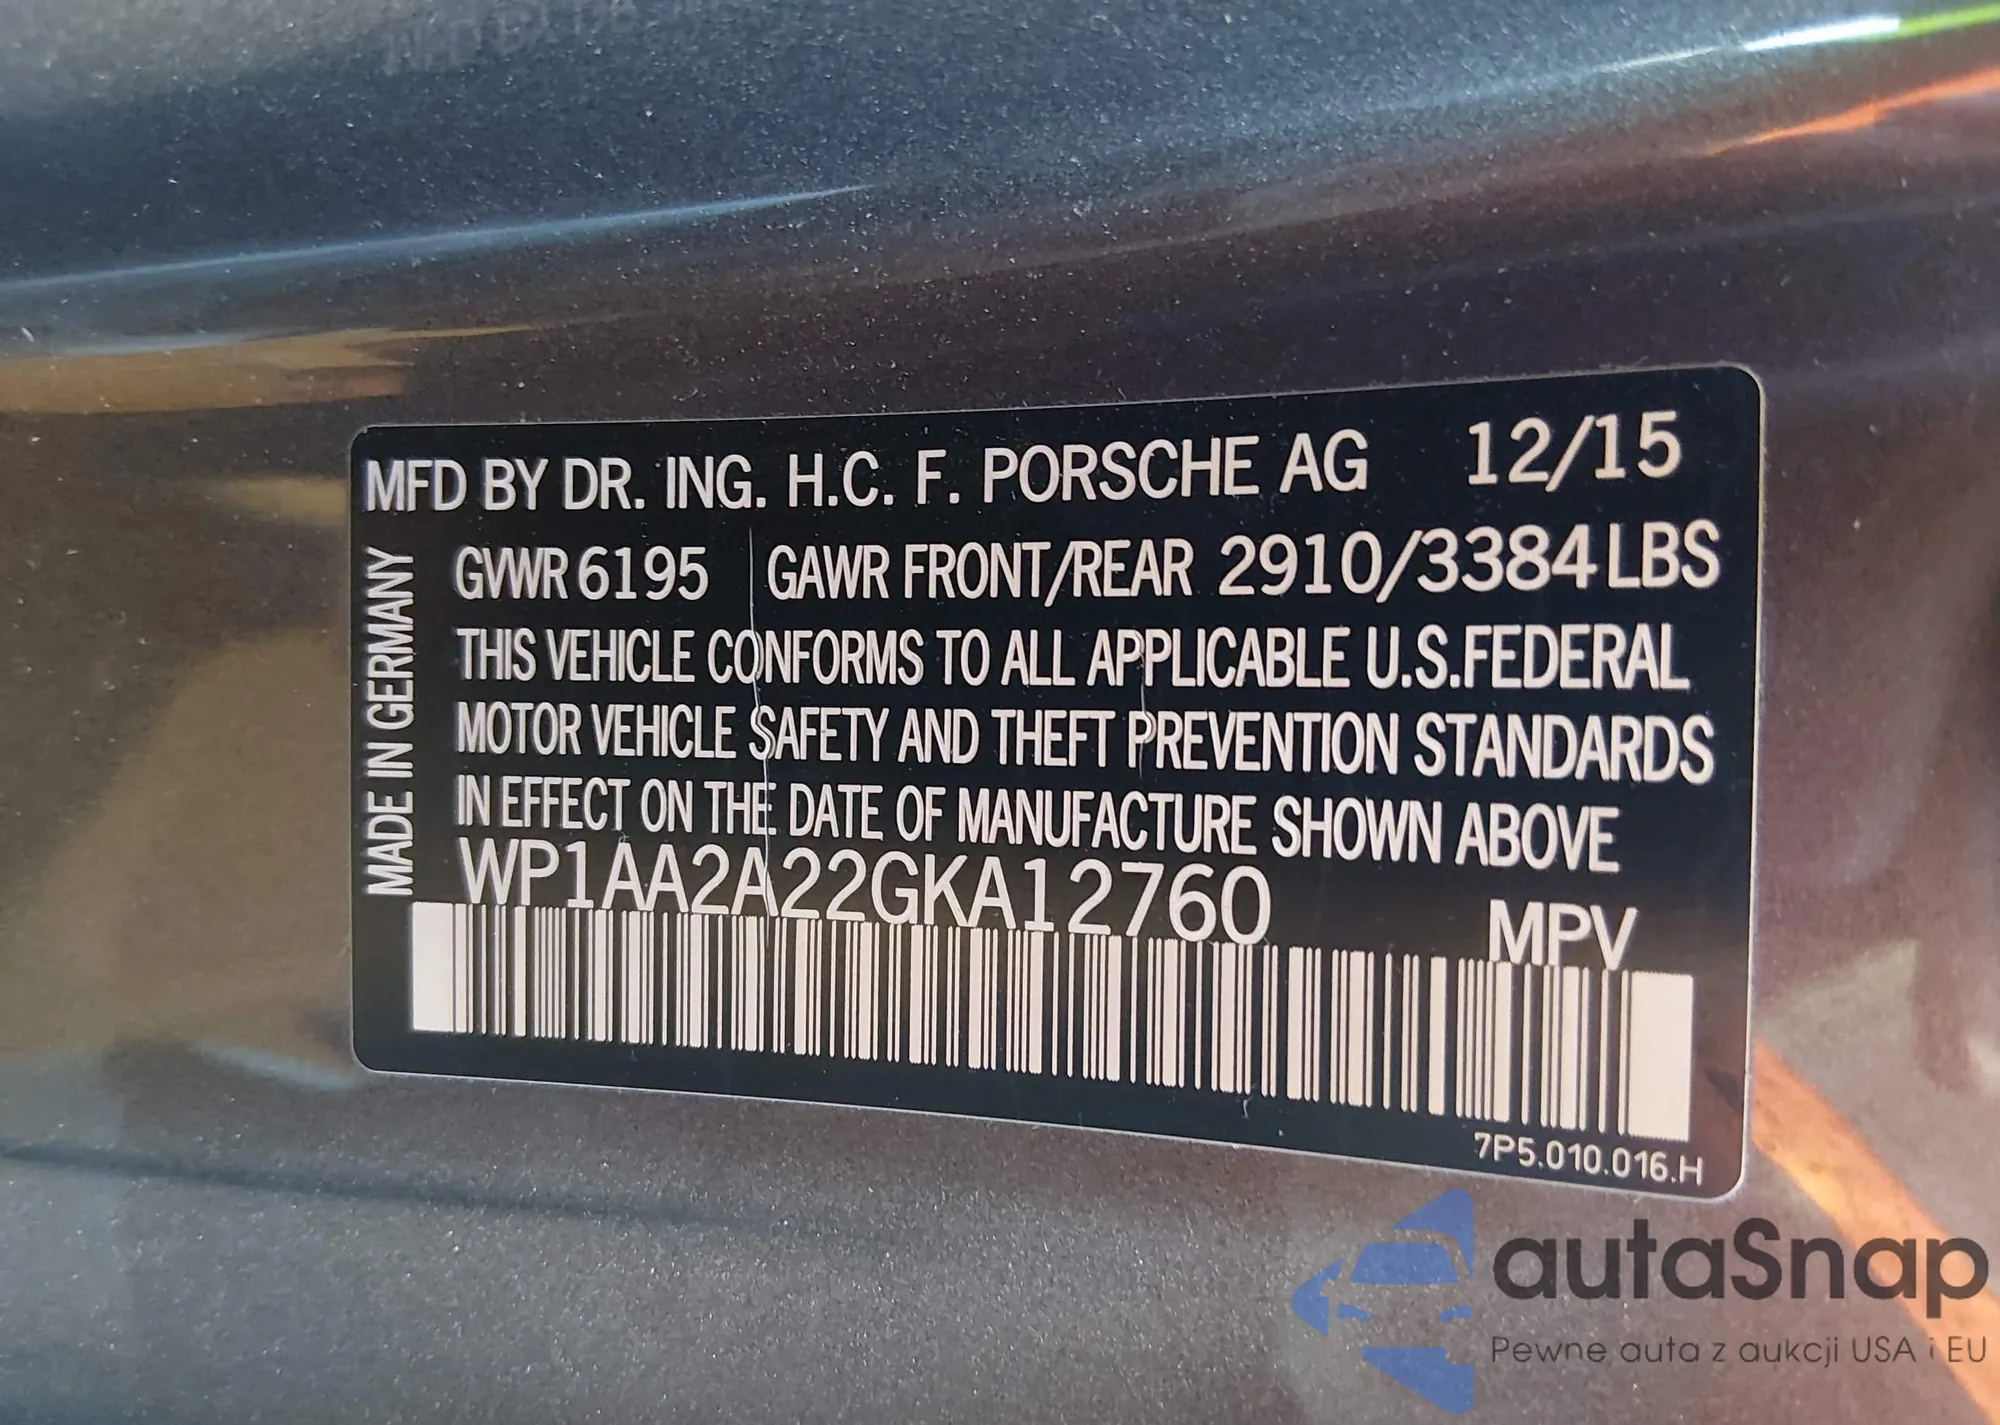 MFD BY DR. ING. H.C. F. PORSCHE AG 12/15
GVWR 6195 GAWR FRONT/REAR 2910/3384 LBS
THIS VEHICLE CONFORMS TO ALL APPLICABLE U.S.FEDERAL
MOTOR VEHICLE SAFETY AND THEFT PREVENTION STANDARDS
IN EFFECT ON THE DATE OF MANUFACTURE SHOWN ABOVE
WP1AA2A22GKA12760 MPV
MADE IN GERMANY
7P5.010.016.H
autaSnap
Pewne auta z aukcji USA i EU